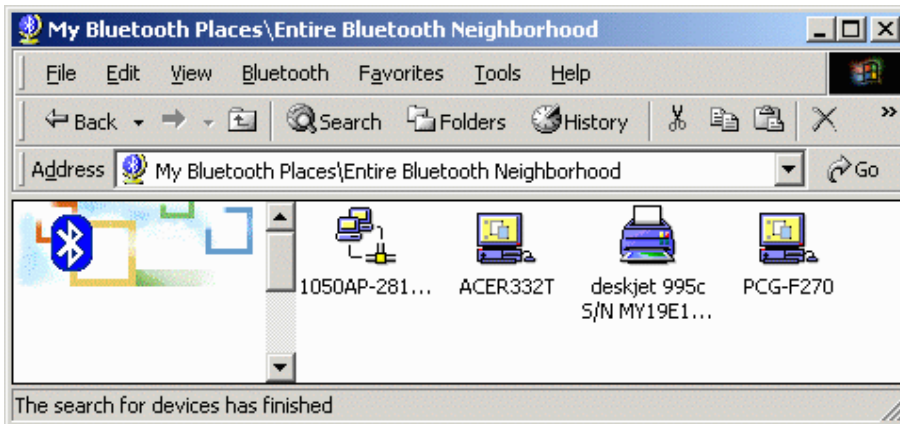 My Bluetooth Places\Entire Bluetooth Neighborhood
File Edit View Bluetooth Favorites Tools Help
Back Search Folders History »
Address My Bluetooth Places\Entire Bluetooth Neighborhood Go
1050AP-281... ACER332T deskjet 995c PCG-F270
S/N MY19E1...
The search for devices has finished